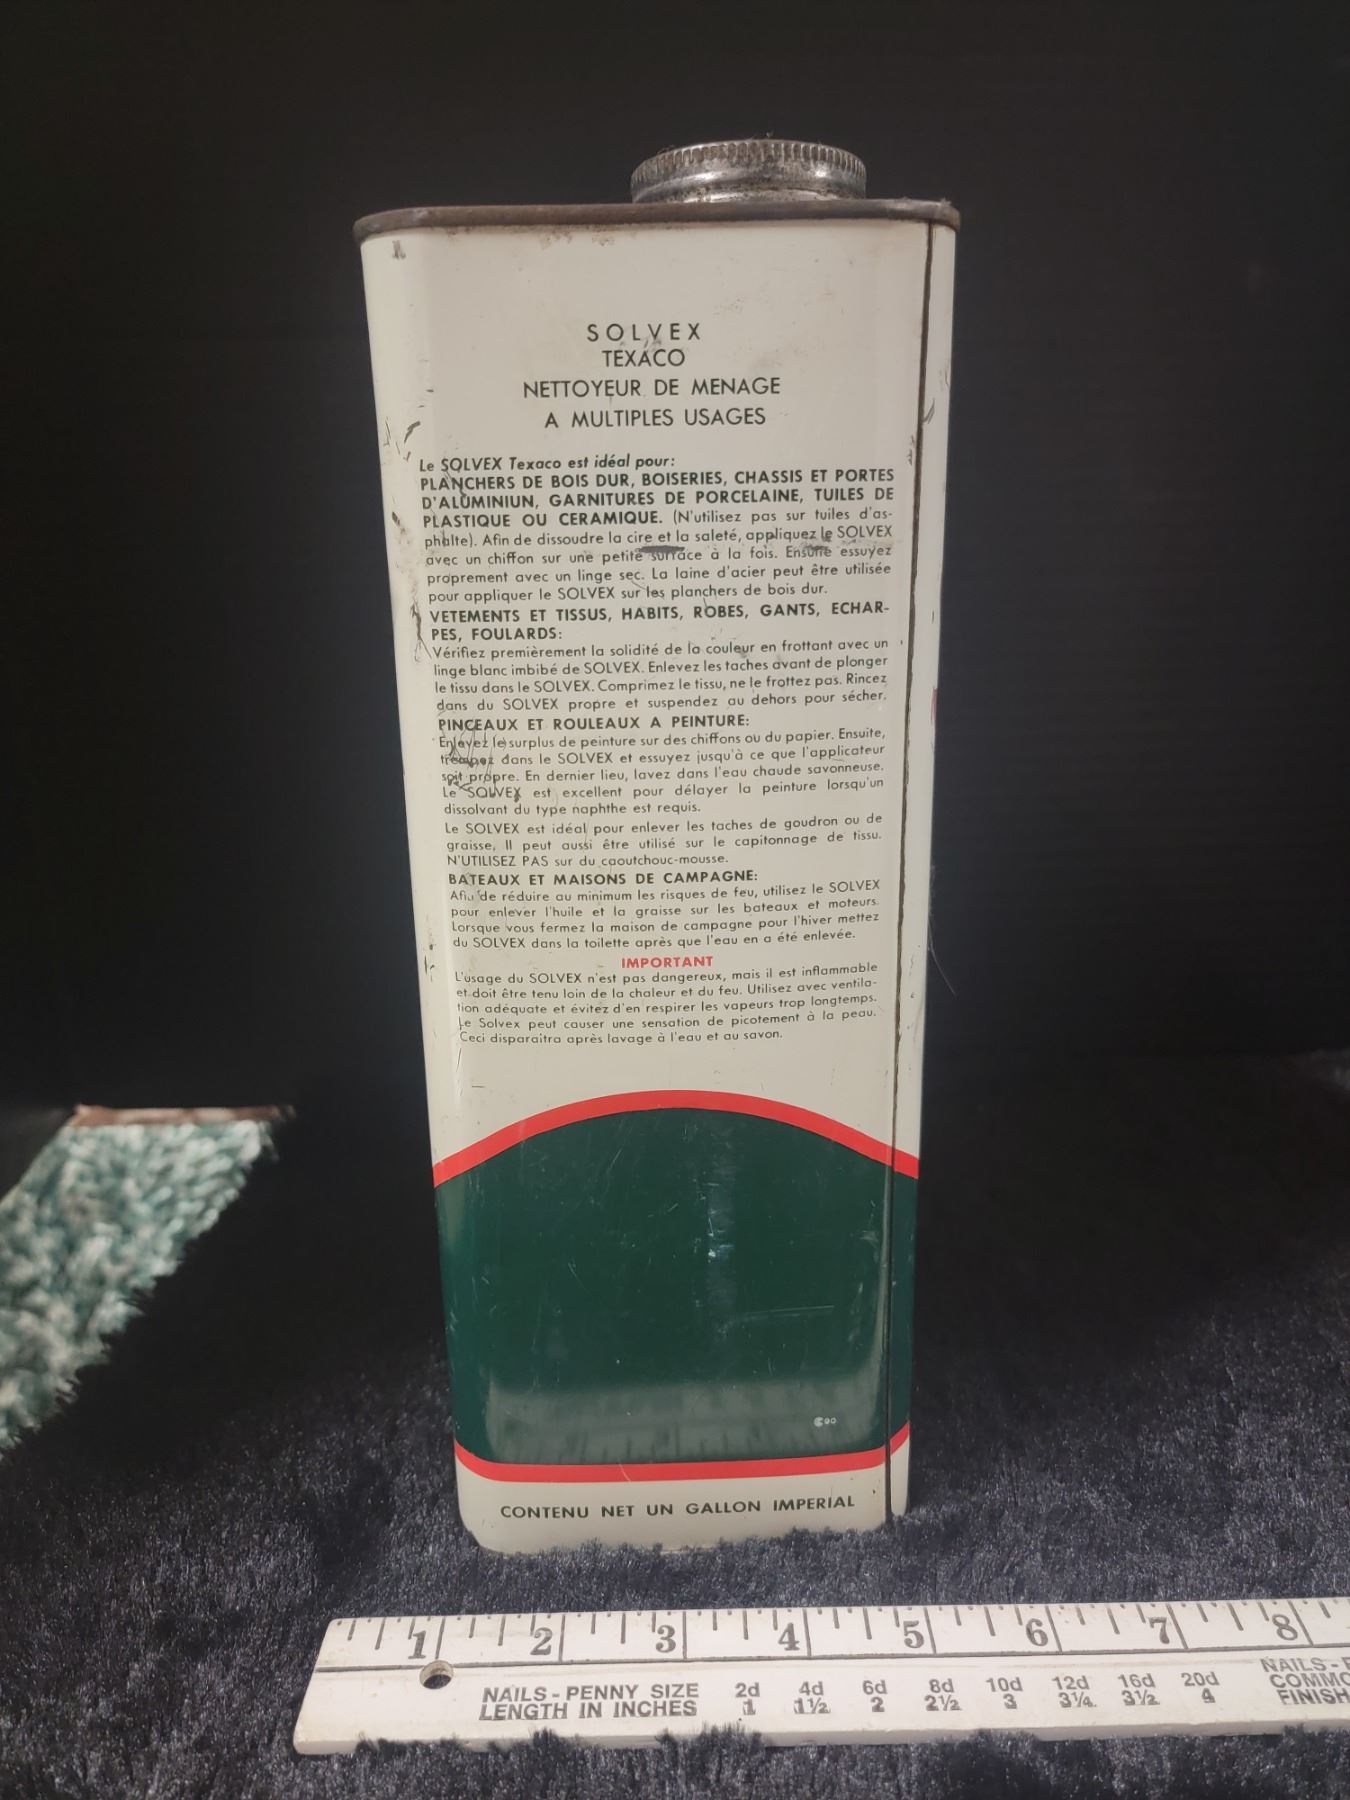 SOLVEX
TEXACO
NETTOYEUR DE MENAGE
A MULTIPLES USAGES
Le SOLVEX Texaco est idéal pour:
PLANCHERS DE BOIS DUR, BOISERIES, CHASSIS ET PORTES
D'ALUMINIUN, GARNITURES DE PORCELAINE, TUILES DE
PLASTIQUE OU CERAMIQUE. (N'utilisez pas sur tuiles d'as-
phalte). Afin de dissoudre la cire et la saleté, appliquez le SOLVEX
avec un chiffon sur une petite surface à la fois. Ensuite essuyez
proprement avec un linge sec. La laine d'acier peut être utilisée
pour appliquer le SOLVEX sur les planchers de bois dur.
VETEMENTS ET TISSUS, HABITS, ROBES, GANTS, ECHAR-
PES, FOULARDS:
Vérifiez premièrement la solidité de la couleur en frottant avec un
linge blanc imbibé de SOLVEX. Enlevez les taches avant de plonger
le tissu dans le SOLVEX. Comprimez le tissu, ne le frottez pas. Rincez
dans du SOLVEX propre et suspendez au dehors pour sécher.
PINCEAUX ET ROULEAUX A PEINTURE:
Enlevez le surplus de peinture sur des chiffons ou du papier. Ensuite,
trempez dans le SOLVEX et essuyez jusqu'à ce que l'applicateur
soit propre. En dernier lieu, lavez dans l'eau chaude savonneuse.
Le SOLVEX est excellent pour délayer la peinture lorsqu'un
dissolvant du type naphthe est requis.
Le SOLVEX est idéal pour enlever les taches de goudron ou de
graisse, Il peut aussi être utilisé sur le capitonnage de tissu.
N'UTILISEZ PAS sur du caoutchouc-mousse.
BATEAUX ET MAISONS DE CAMPAGNE:
Afin de réduire au minimum les risques de feu, utilisez le SOLVEX
pour enlever l'huile et la graisse sur les bateaux et moteurs.
Lorsque vous fermez la maison de campagne pour l'hiver mettez
du SOLVEX dans la toilette après que l'eau en a été enlevée.
IMPORTANT
L'usage du SOLVEX n'est pas dangereux, mais il est inflammable
et doit être tenu loin de la chaleur et du feu. Utilisez avec ventila-
tion adéquate et évitez d'en respirer les vapeurs trop longtemps.
Le Solvex peut causer une sensation de picotement à la peau.
Ceci disparaitra après lavage à l'eau et au savon.
CONTENU NET UN GALLON IMPERIAL
1 2 3 4 5 6 7 8
NAILS - PENNY SIZE 2d 4d 6d 8d 10d 12d 16d 20d
LENGTH IN INCHES 1 1½ 2 2½ 3 3¼ 3½ 4
NAILS -
COMMO
FINISH